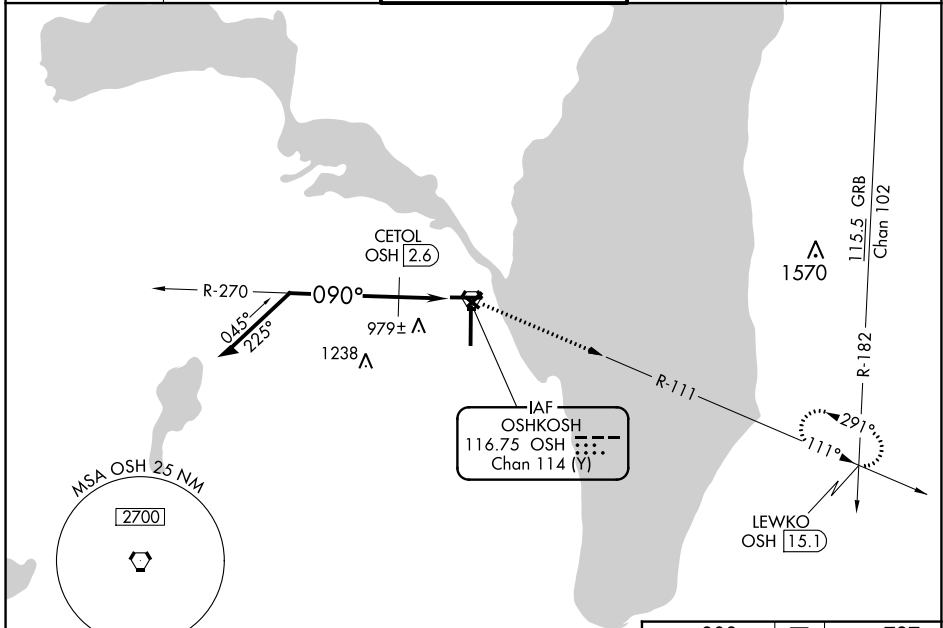 115.5 GRB
Chan 102
CETOL
OSH 2.6
1570
R-270
090°
045°
225°
979±
1238
R-182
R-111
IAF
OSHKOSH
116.75 OSH
Chan 114 (Y)
291°
111°
MSA OSH 25 NM
2700
LEWKO
OSH 15.1